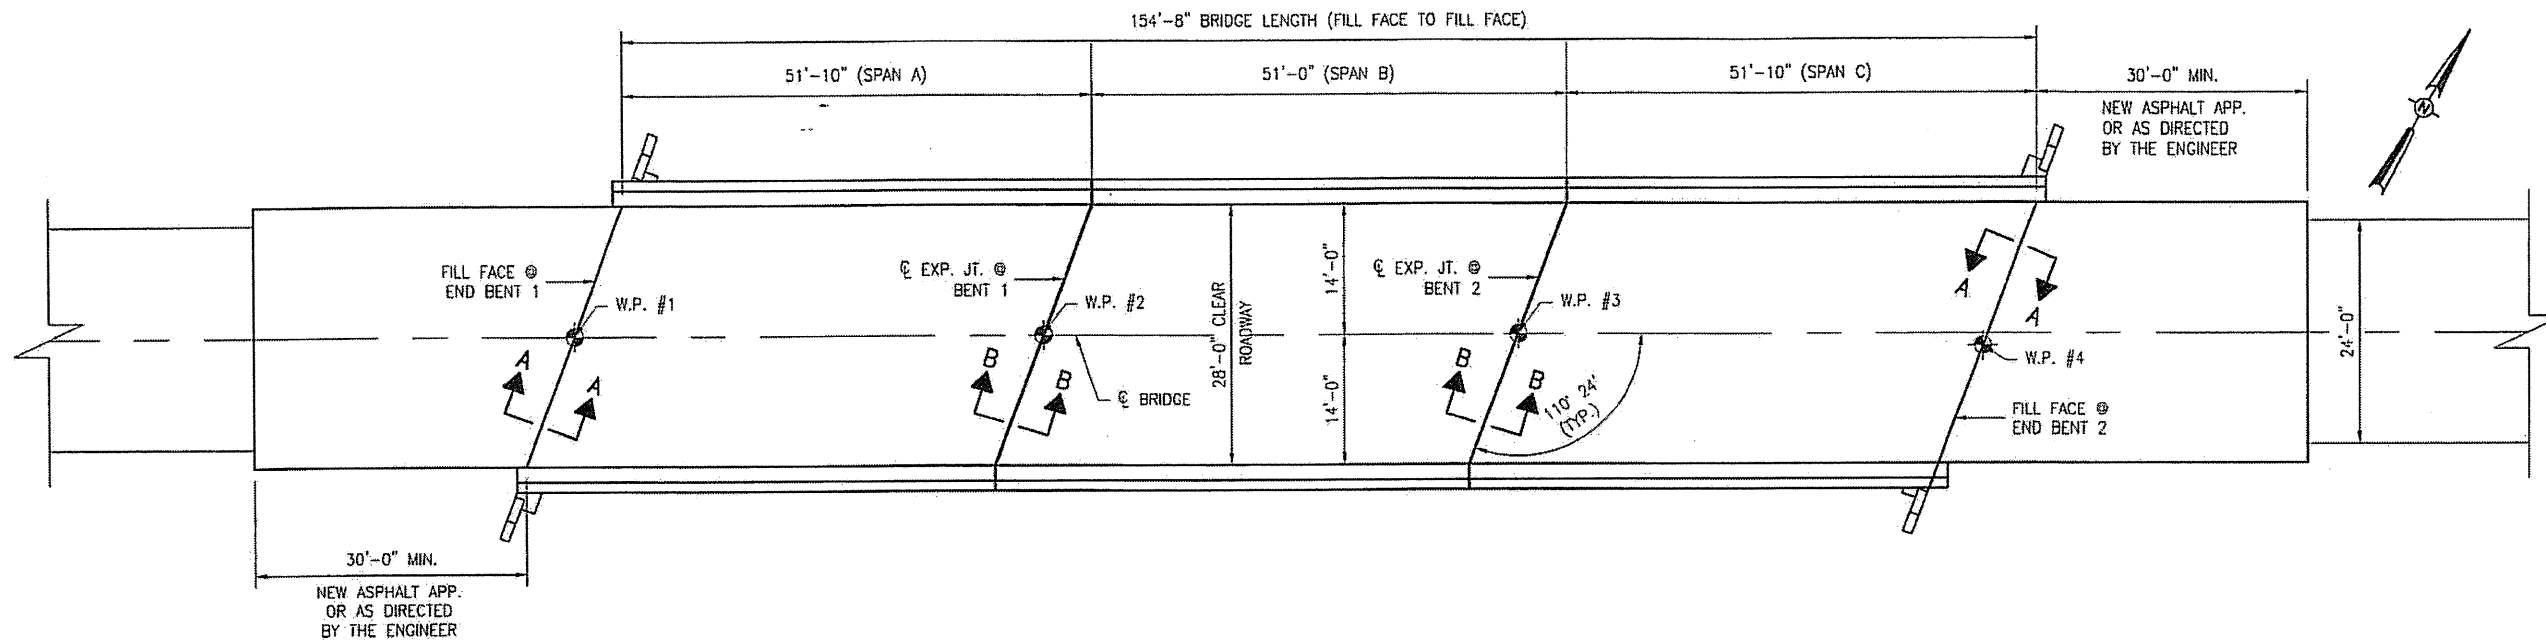 154'-8" BRIDGE LENGTH (FILL FACE TO FILL FACE)
51'-10" (SPAN A)
51'-0" (SPAN B)
51'-10" (SPAN C)
30'-0" MIN.
NEW ASPHALT APP.
OR AS DIRECTED
BY THE ENGINEER
N
FILL FACE @
END BENT 1
W.P. #1
℄ EXP. JT. @
BENT 1
W.P. #2
28'-0" CLEAR
ROADWAY
14'-0"
14'-0"
℄ EXP. JT. @
BENT 2
W.P. #3
A
A
W.P. #4
24'-0"
A
A
B
B
℄ BRIDGE
B
B
110° 24'
(TYP.)
FILL FACE @
END BENT 2
30'-0" MIN.
NEW ASPHALT APP.
OR AS DIRECTED
BY THE ENGINEER